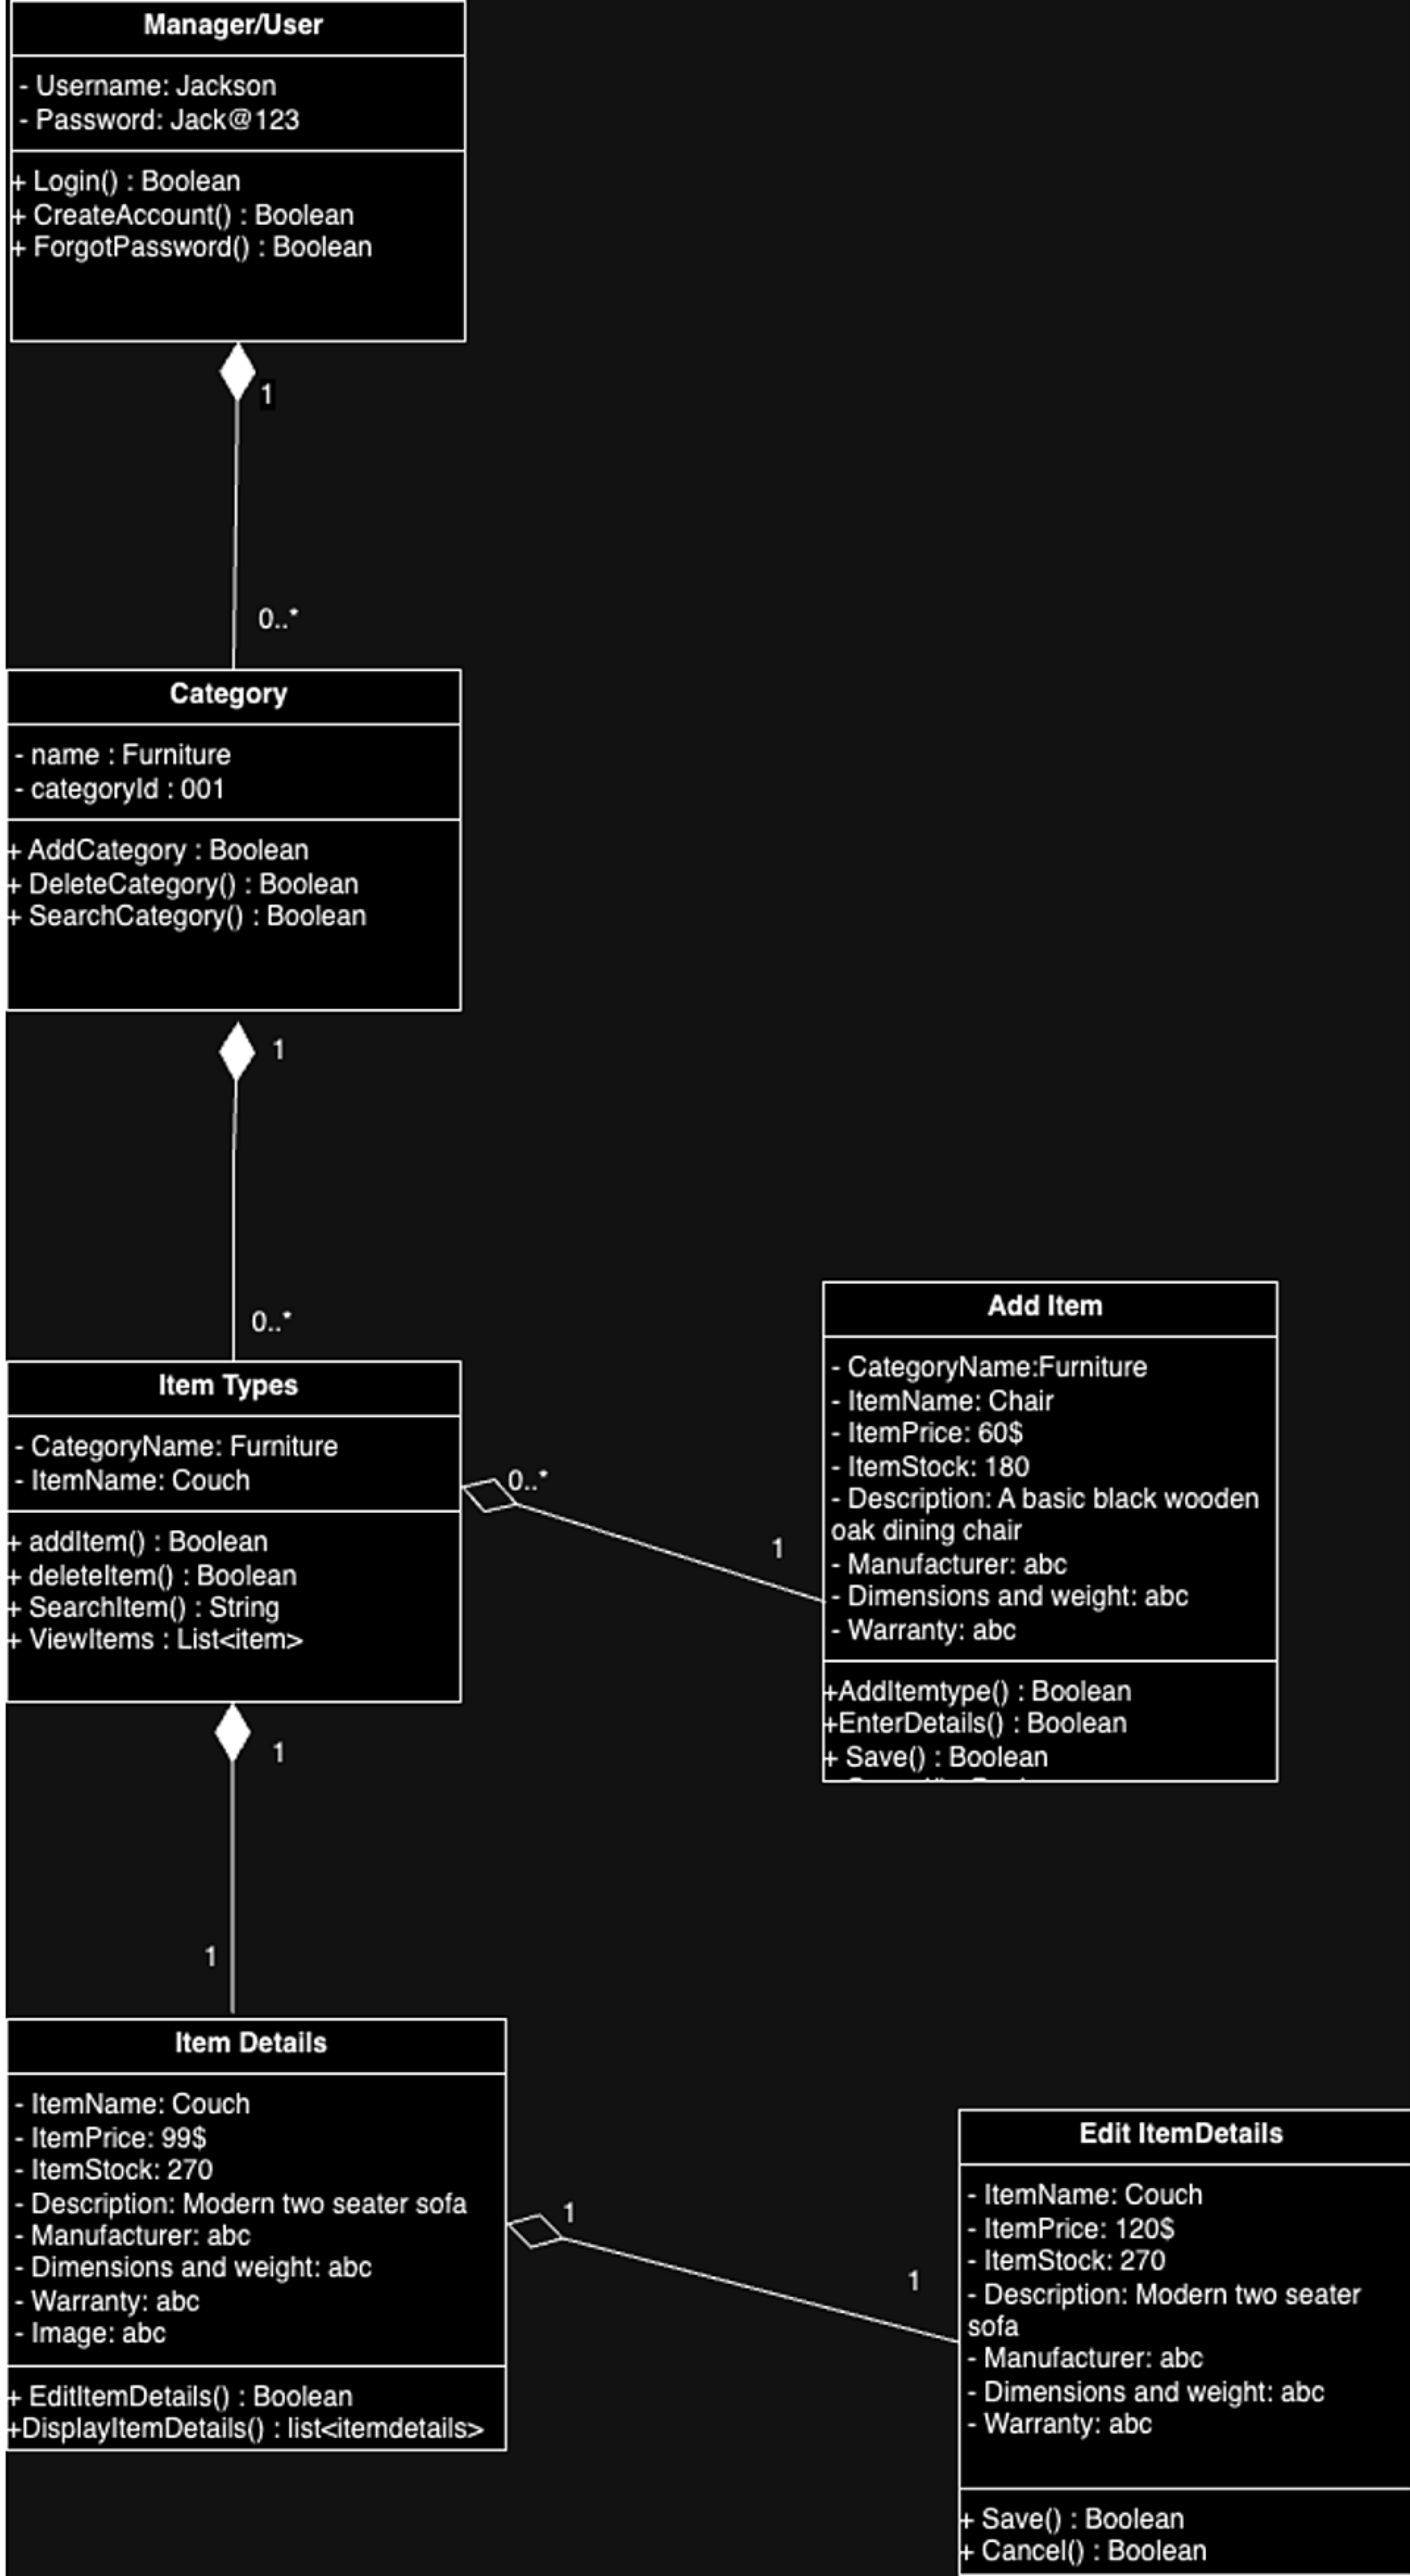 Manager/User
- Username: Jackson
- Password: Jack@123
+ Login() : Boolean
+ CreateAccount() : Boolean
+ ForgotPassword() : Boolean
1
0..*
Category
- name : Furniture
- categoryId : 001
+ AddCategory : Boolean
+ DeleteCategory() : Boolean
+ SearchCategory() : Boolean
1
0..*
Item Types
- CategoryName: Furniture
- ItemName: Couch
+ addItem() : Boolean
+ deleteItem() : Boolean
+ SearchItem() : String
+ ViewItems : List<item>
0..*
1
Add Item
- CategoryName:Furniture
- ItemName: Chair
- ItemPrice: 60$
- ItemStock: 180
- Description: A basic black wooden
oak dining chair
- Manufacturer: abc
- Dimensions and weight: abc
- Warranty: abc
+AddItemtype() : Boolean
+EnterDetails() : Boolean
+ Save() : Boolean
1
1
Item Details
- ItemName: Couch
- ItemPrice: 99$
- ItemStock: 270
- Description: Modern two seater sofa
- Manufacturer: abc
- Dimensions and weight: abc
- Warranty: abc
- Image: abc
+ EditItemDetails() : Boolean
+DisplayItemDetails() : list<itemdetails>
1
1
Edit ItemDetails
- ItemName: Couch
- ItemPrice: 120$
- ItemStock: 270
- Description: Modern two seater
sofa
- Manufacturer: abc
- Dimensions and weight: abc
- Warranty: abc
+ Save() : Boolean
+ Cancel() : Boolean